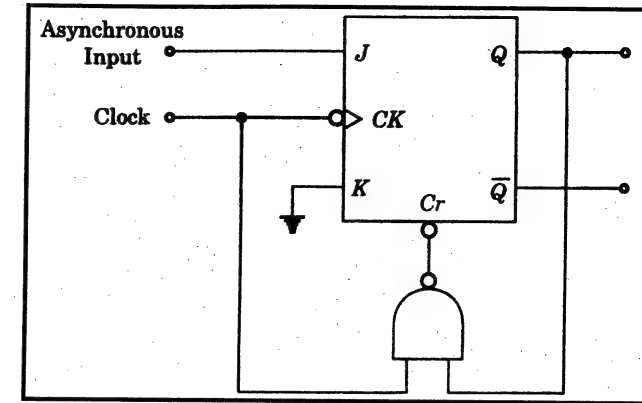 Asynchronous
Input
J
Q
Clock
CK
K
Q̅
Cr